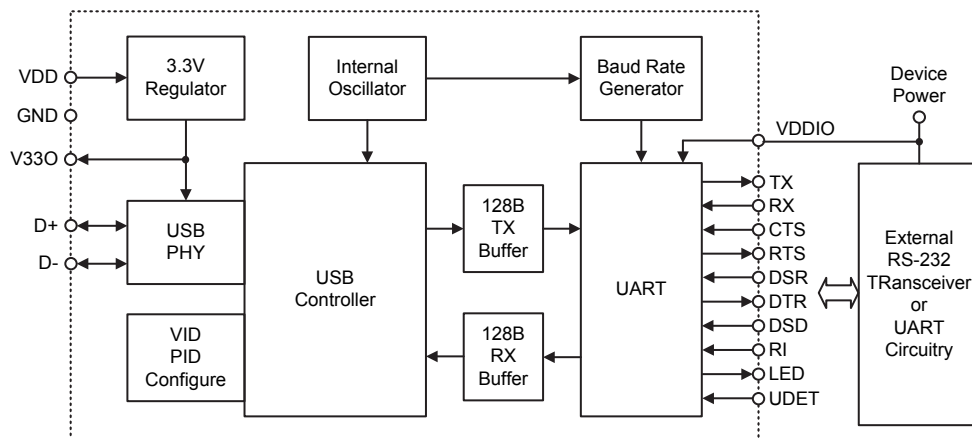 3.3V
Regulator
Internal
Oscillator
Baud Rate
Generator
Device
Power
VDD
GND
V33O
D+
D-
VDDIO
USB
PHY
VID
PID
Configure
USB
Controller
128B
TX
Buffer
128B
RX
Buffer
UART
TX
RX
CTS
RTS
DSR
DTR
DSD
RI
LED
UDET
External
RS-232
TRansceiver
or
UART
Circuitry